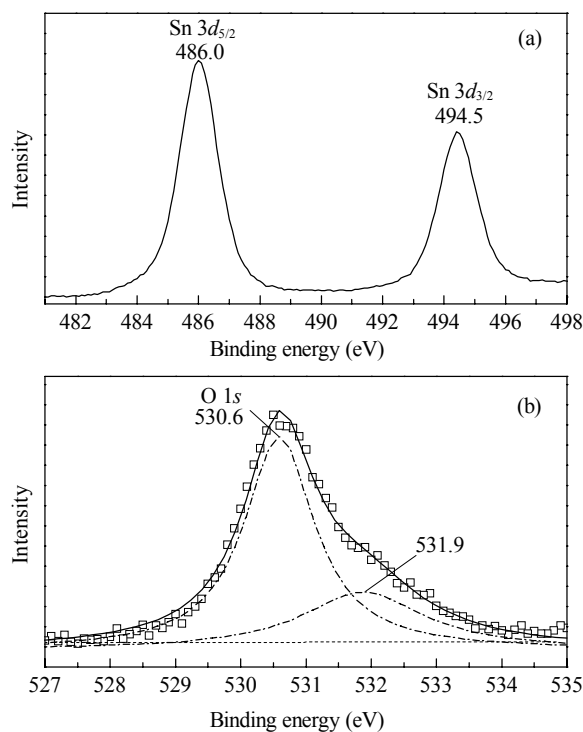 Sn 3d5/2
486.0
(a)
Sn 3d3/2
494.5
Intensity
482 484 486 488 490 492 494 496 498
Binding energy (eV)
O 1s
530.6
(b)
531.9
Intensity
527 528 529 530 531 532 533 534 535
Binding energy (eV)